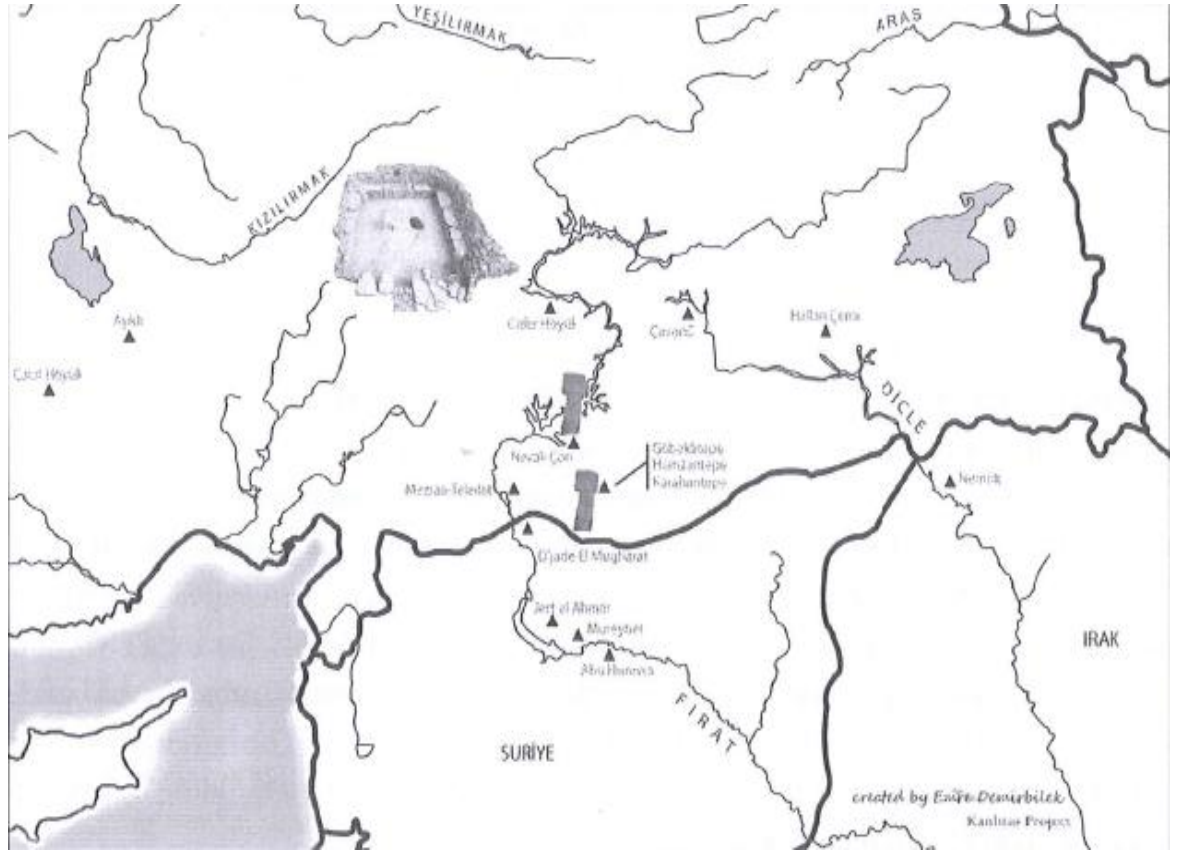 YEŞİLIRMAK
ARAS
KIZILIRMAK
Cafer Höyük
Çayönü
Hallan Çemi
Aşıklı
Çatal Höyük
DİCLE
Nevali Çori
Göbeklitepe
Hamzantepe
Karahantepe
Mezraa-Teleilat
Nemrik
D'jade El Mugharat
Jerf el Ahmar
Mureybet
Abu Hureyra
IRAK
FIRAT
SURİYE
created by Emre Demirbilek
Project